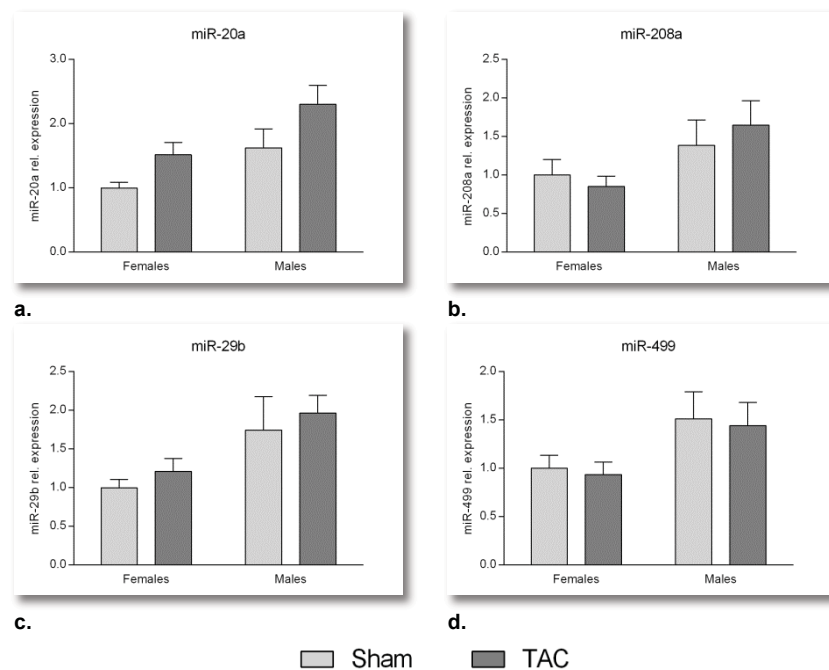 miR-20a
miR-20a rel. expression
3.0
2.0
1.0
0.0
Females Males
a.
miR-208a
miR-208a rel. expression
2.5
2.0
1.5
1.0
0.5
0.0
Females Males
b.
miR-29b
miR-29b rel. expression
2.5
2.0
1.5
1.0
0.5
0.0
Females Males
c.
miR-499
miR-499 rel. expression
2.0
1.5
1.0
0.5
0.0
Females Males
d.
Sham TAC